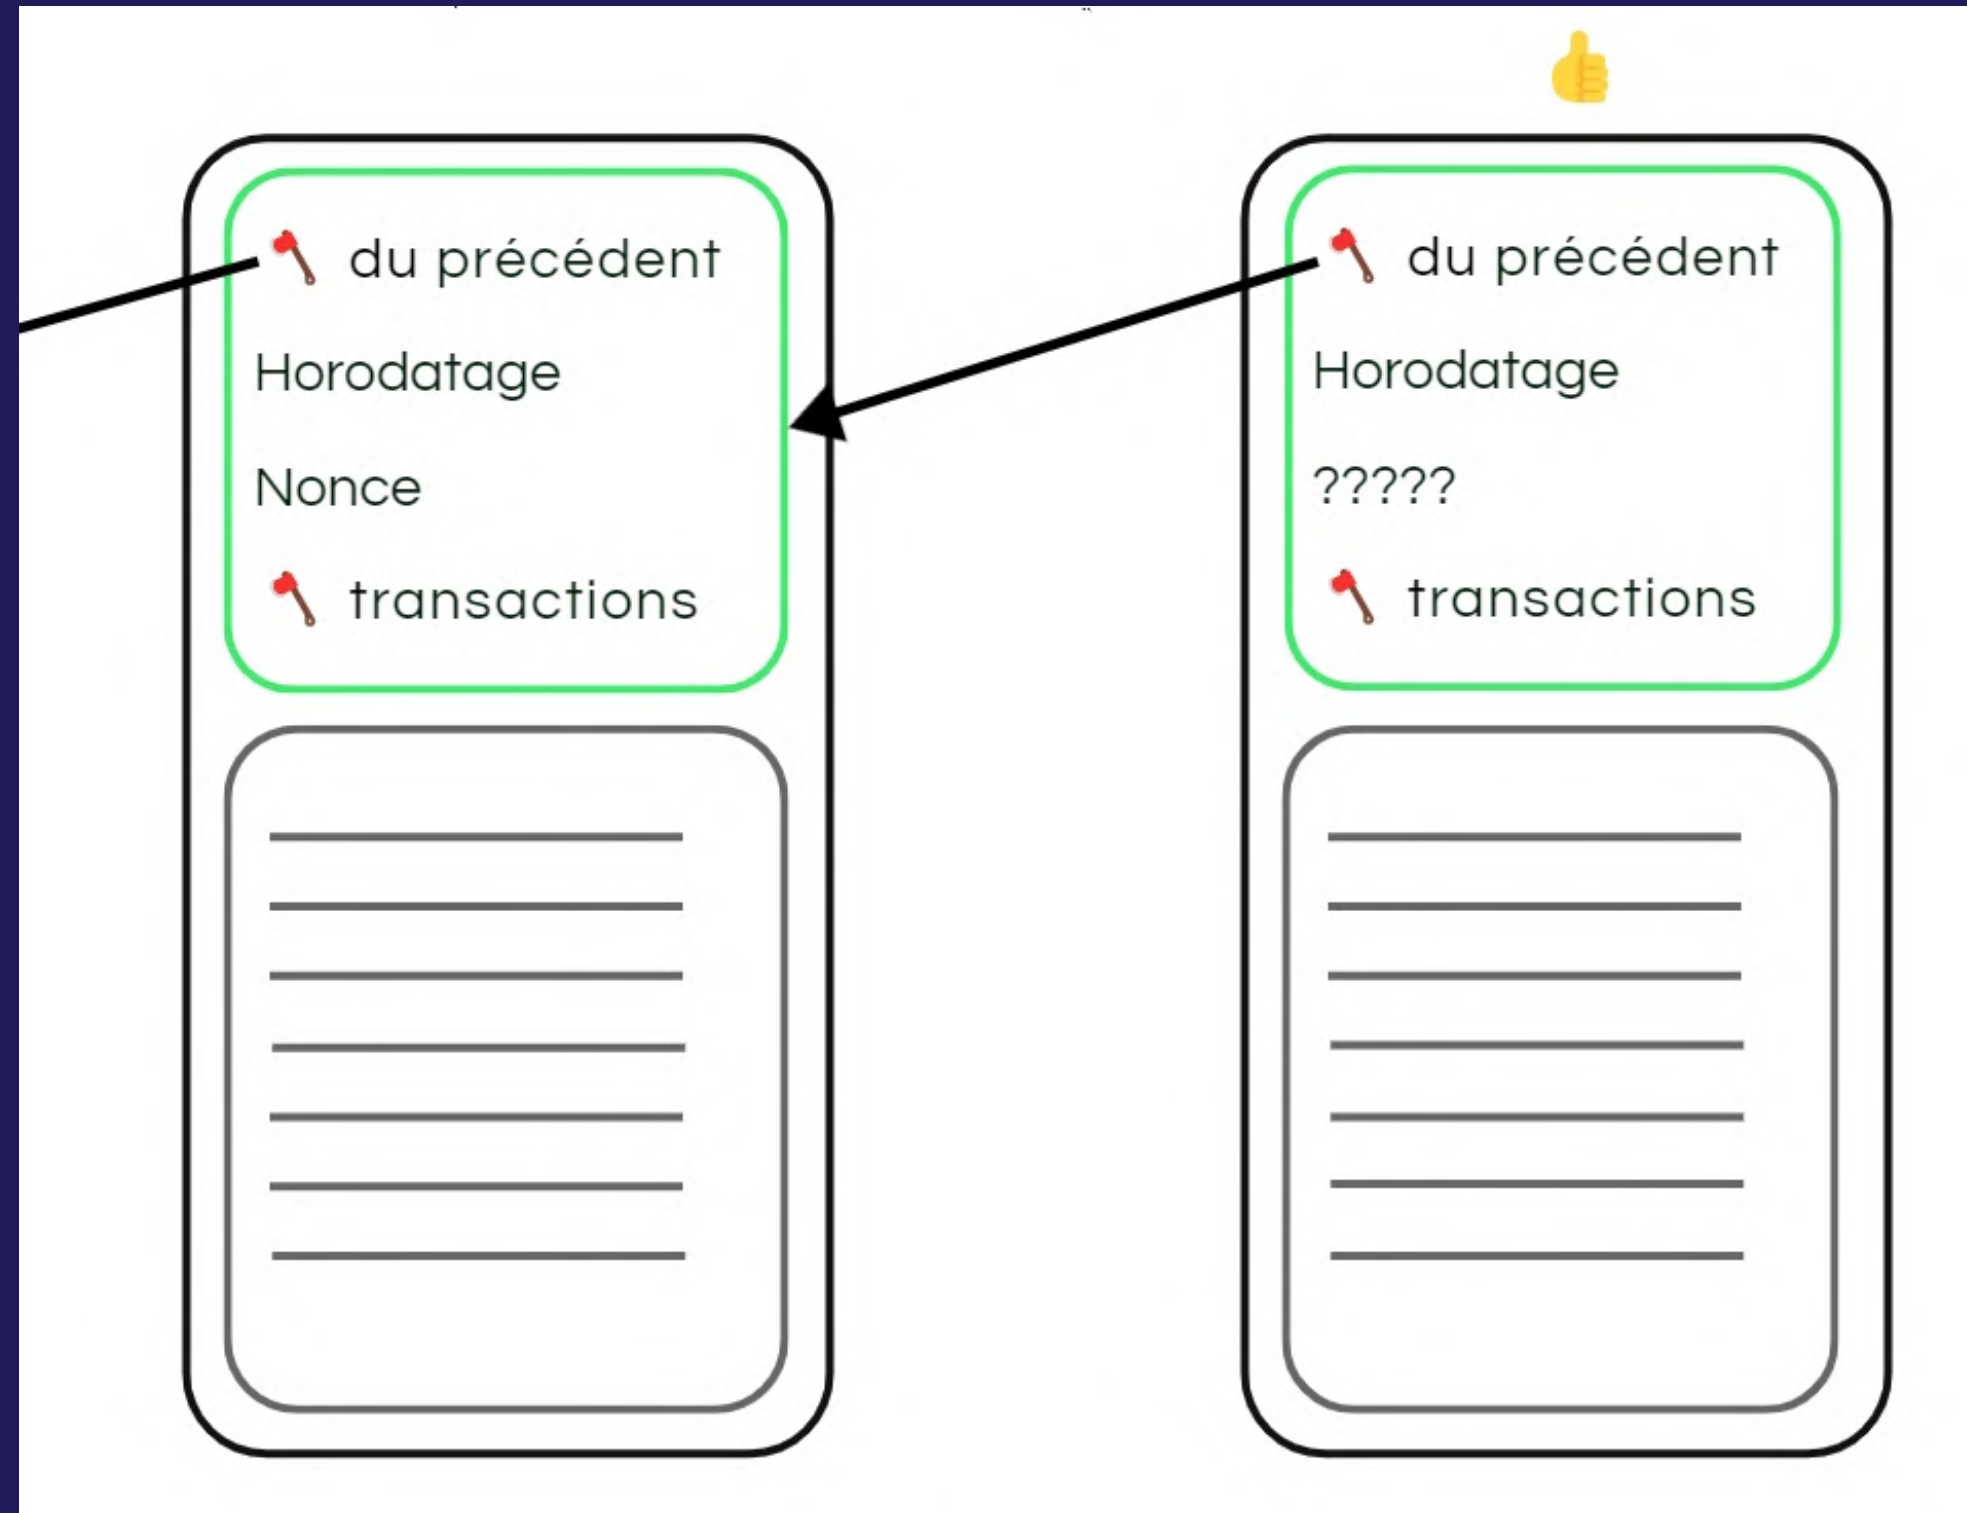 du précédent
Horodatage
Nonce
transactions
du précédent
Horodatage
?????
transactions